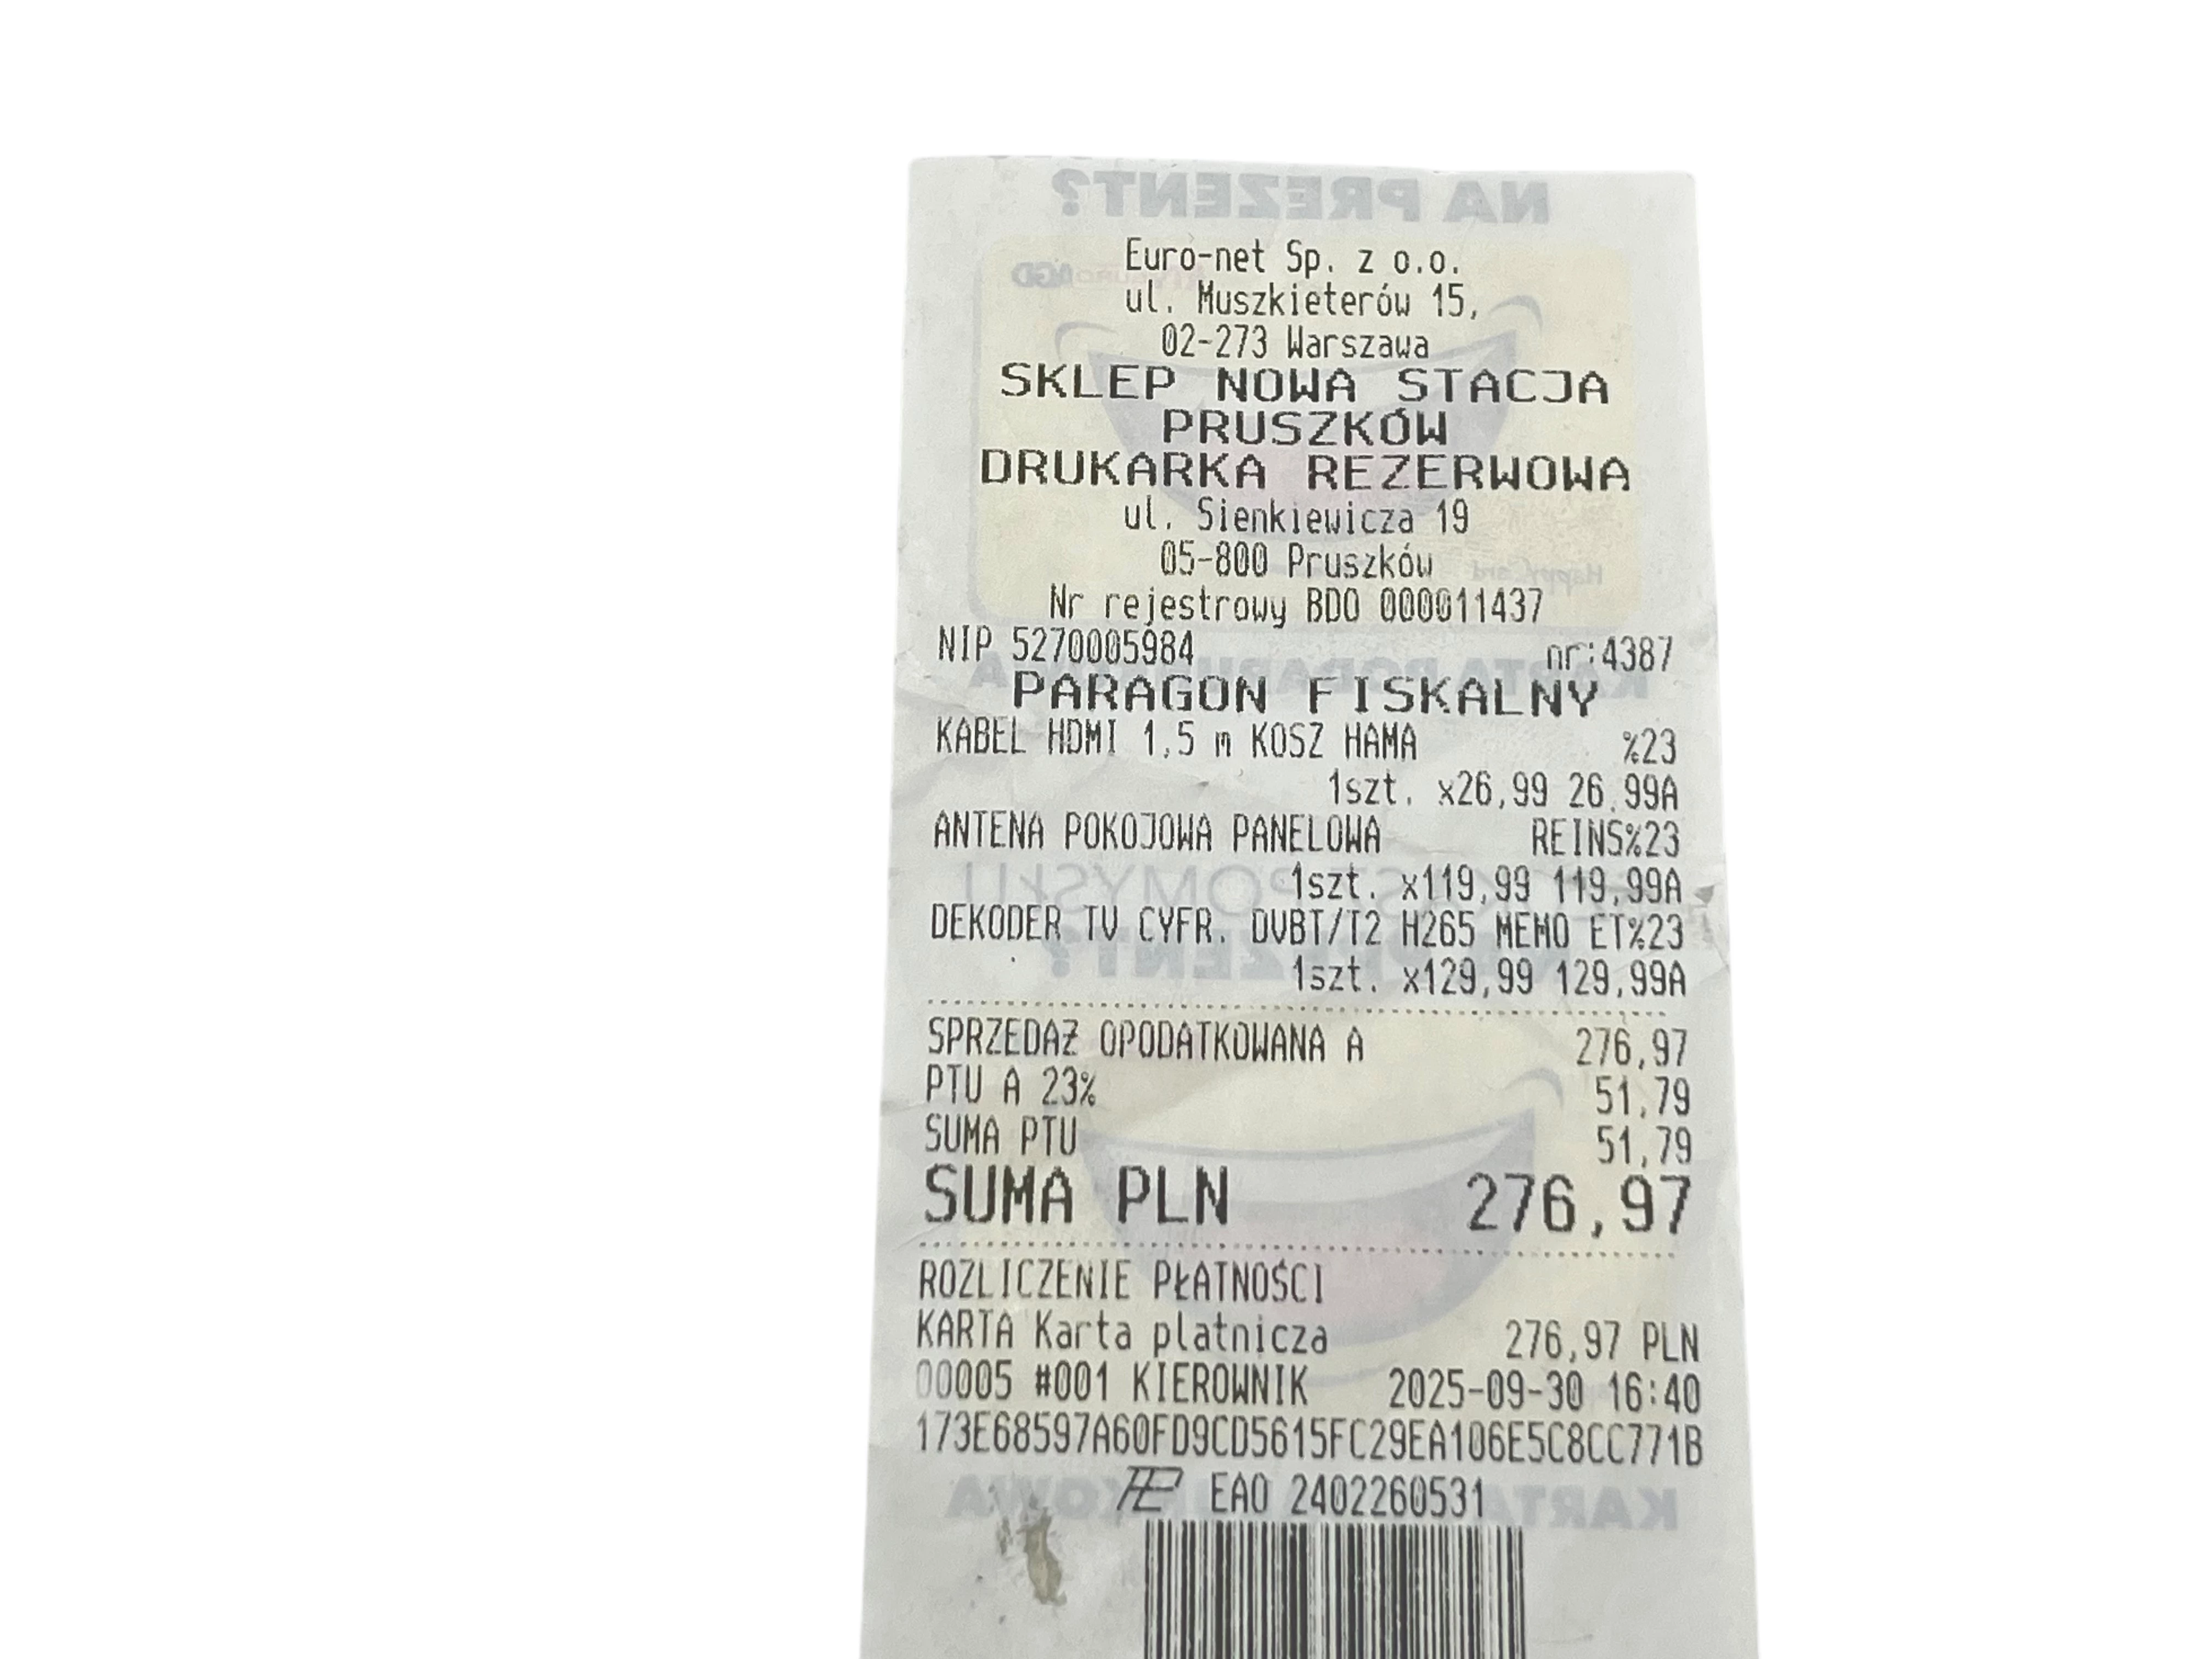 NA PREZENT?
Euro-net Sp. z o.o.
ul. Muszkieterów 15,
02-273 Warszawa
SKLEP NOWA STACJA
PRUSZKÓW
DRUKARKA REZERWOWA
ul. Sienkiewicza 19
05-800 Pruszków
HappyCard
Nr rejestrowy BDO 000011437
NIP 5270005984 nr:4387
PARAGON FISKALNY
KABEL HDMI 1,5 m KOSZ HAMA %23
1szt. x26,99 26,99A
ANTENA POKOJOWA PANELOWA REINS%23
1szt. x119,99 119,99A
DEKODER TV CYFR. DVBT/T2 H265 MEMO ET%23
1szt. x129,99 129,99A
SPRZEDAŻ OPODATKOWANA A 276,97
PTU A 23% 51,79
SUMA PTU 51,79
SUMA PLN 276,97
ROZLICZENIE PŁATNOŚCI
KARTA Karta platnicza 276,97 PLN
00005 #001 KIEROWNIK 2025-09-30 16:40
173E68597A60FD9CD5615FC29EA106E5C8CC771B
EAO 2402260531
KARTA